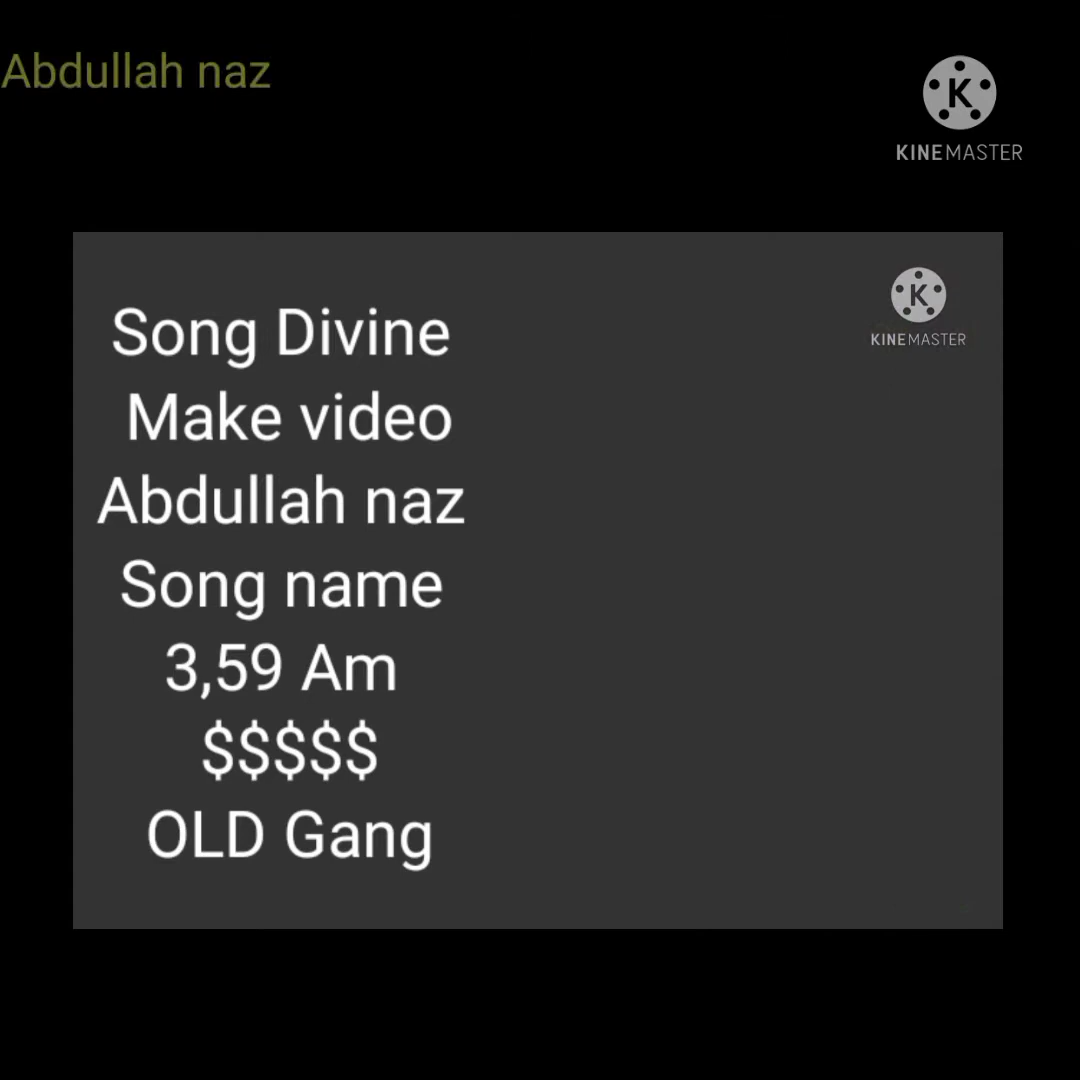 Abdullah naz
K
KINEMASTER
K
KINEMASTER
Song Divine
Make video
Abdullah naz
Song name
3,59 Am
$$$$$
OLD Gang